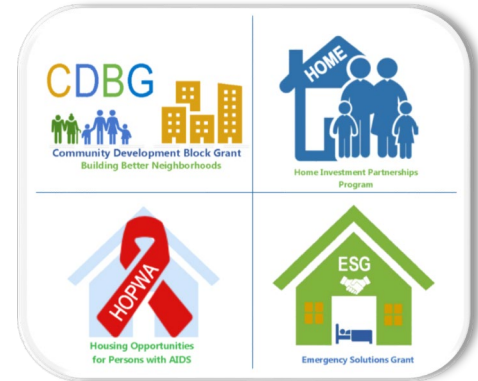 CDBG
Community Development Block Grant
Building Better Neighborhoods
HOME
Home Investment Partnerships
Program
HOPWA
Housing Opportunities
for Persons with AIDS
ESG
Emergency Solutions Grant